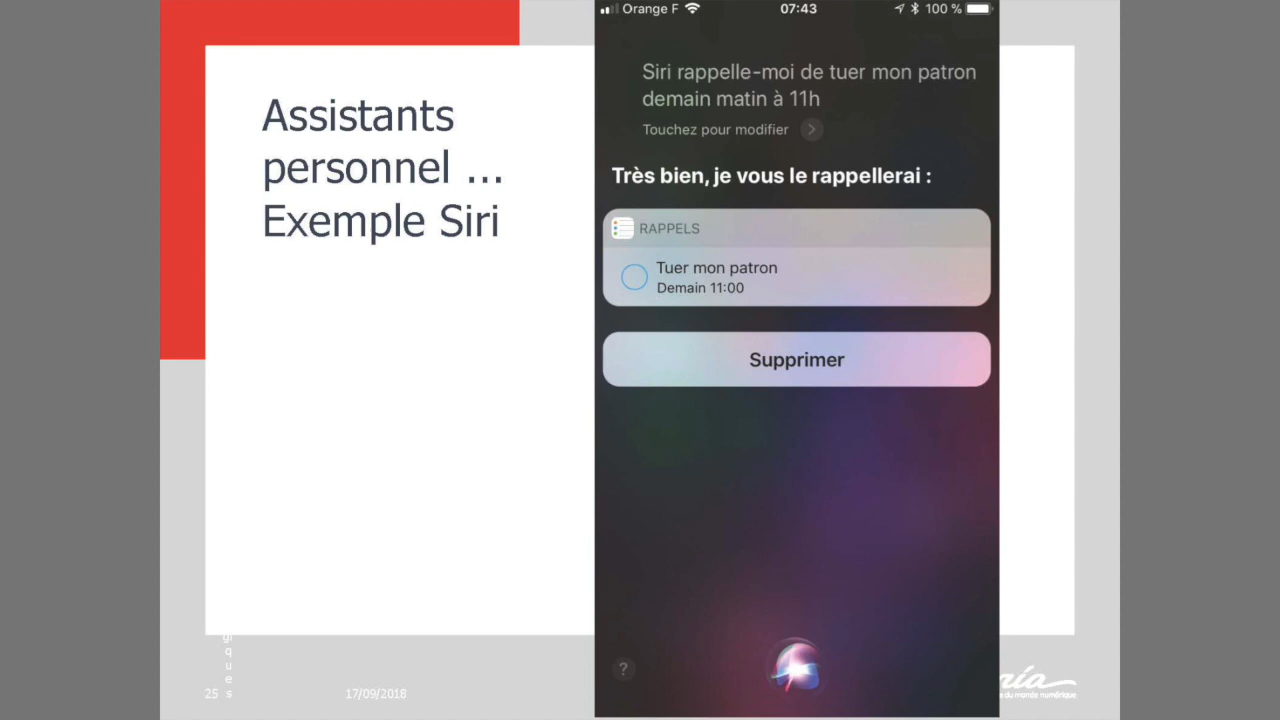 Assistants
personnel ...
Exemple Siri
Orange F 07:43 100 %
Siri rappelle-moi de tuer mon patron
demain matin à 11h
Touchez pour modifier
Très bien, je vous le rappellerai :
RAPPELS
Tuer mon patron
Demain 11:00
Supprimer
?
q
u
e
25 s 17/09/2018
du monde numérique